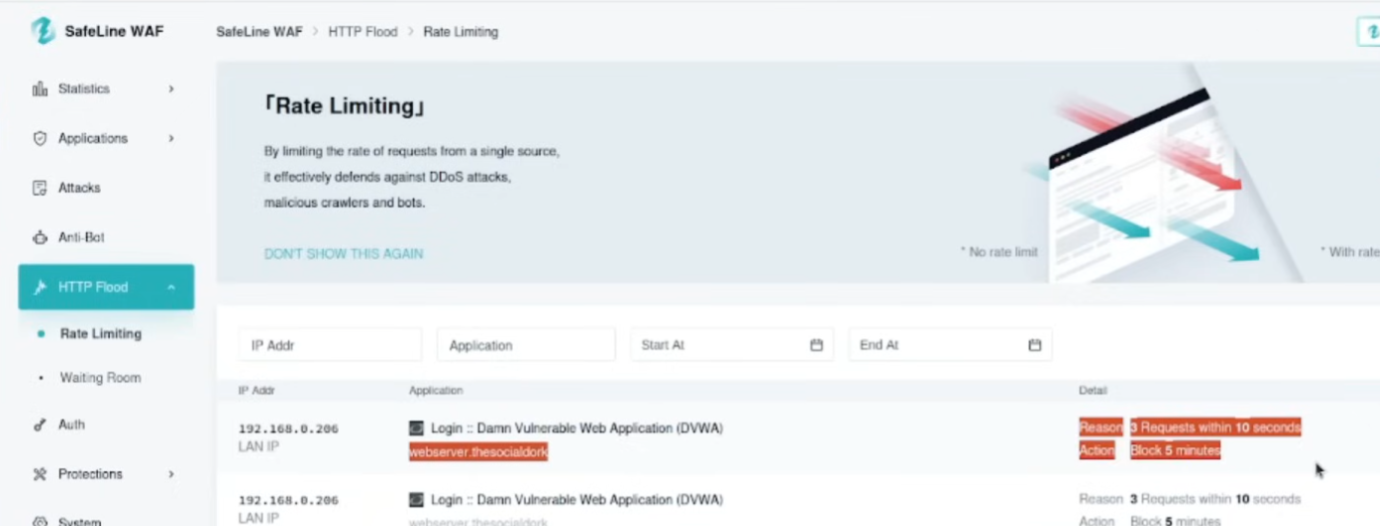 SafeLine WAF
SafeLine WAF > HTTP Flood > Rate Limiting
Statistics
Applications
Attacks
Anti-Bot
HTTP Flood
Rate Limiting
Waiting Room
Auth
Protections
System
「Rate Limiting」
By limiting the rate of requests from a single source,
it effectively defends against DDoS attacks,
malicious crawlers and bots.
DON'T SHOW THIS AGAIN
* No rate limit
* With rate
IP Addr Application Start At End At
IP Addr Application Detail
192.168.0.206 Login :: Damn Vulnerable Web Application (DVWA) Reason 3 Requests within 10 seconds
LAN IP webserver.thesocialdork Action Block 5 minutes
192.168.0.206 Login :: Damn Vulnerable Web Application (DVWA) Reason 3 Requests within 10 seconds
LAN IP webserver.thesocialdork Action Block 5 minutes